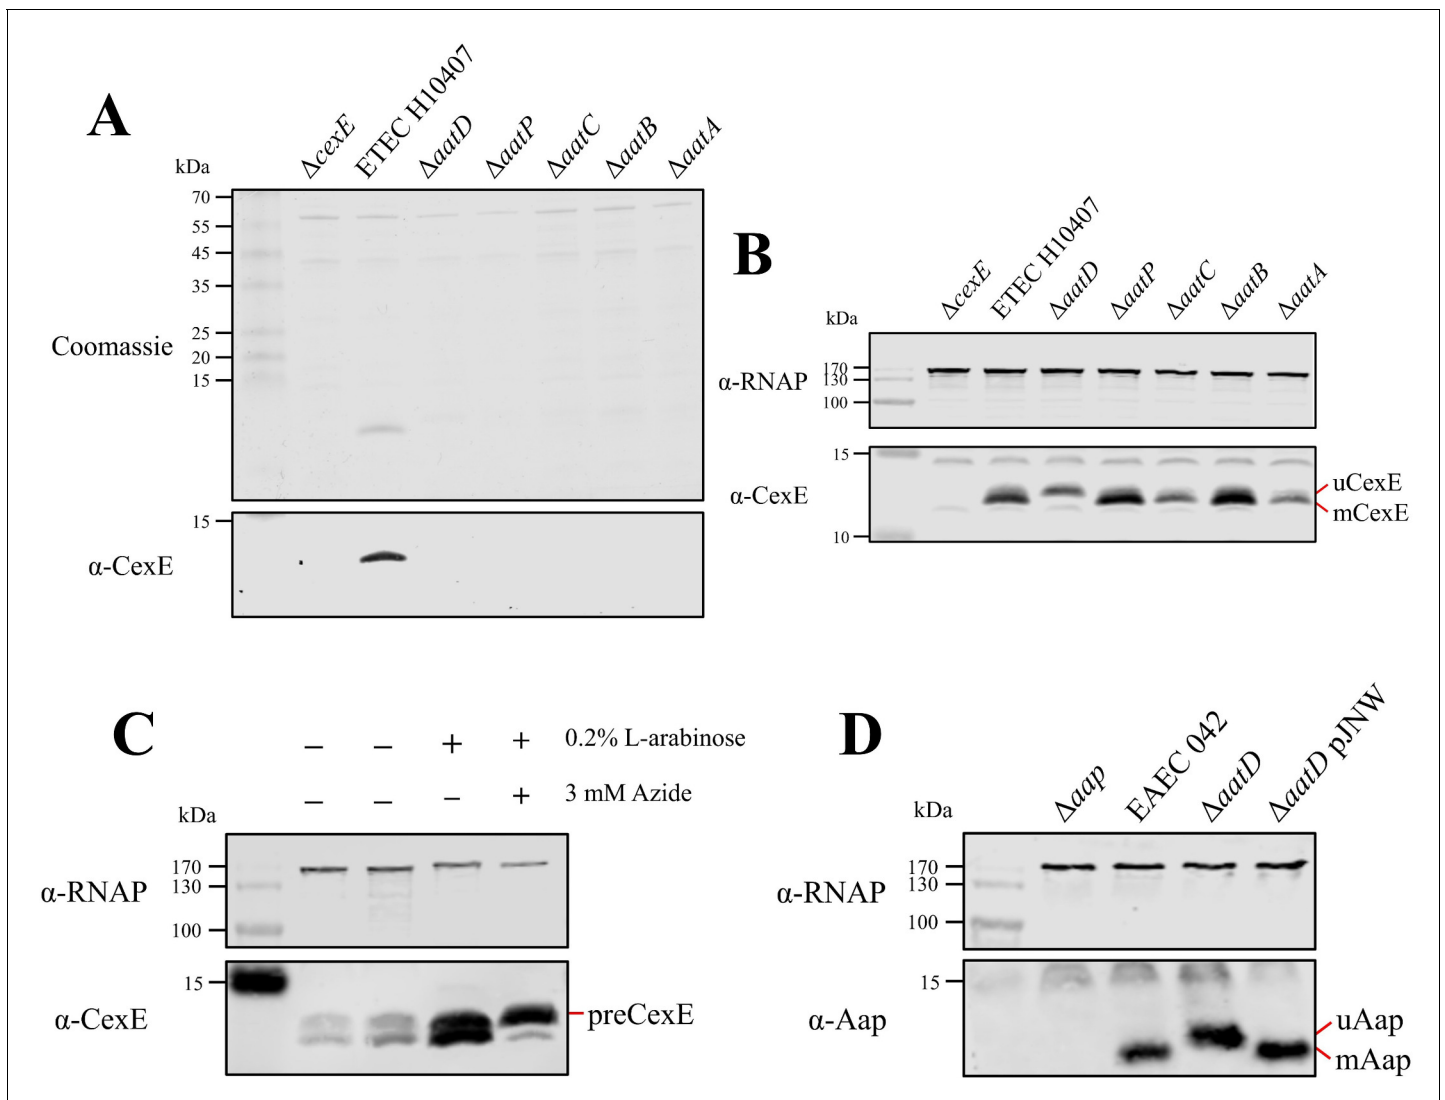 A
ΔcexE
ETEC H10407
ΔaatD
ΔaatP
ΔaatC
ΔaatB
ΔaatA
kDa
70
55
45
35
25
20
15
Coomassie
15
α-CexE
B
ΔcexE
ETEC H10407
ΔaatD
ΔaatP
ΔaatC
ΔaatB
ΔaatA
kDa
170
130
100
α-RNAP
15
10
α-CexE
uCexE
mCexE
C
– – + + 0.2% L-arabinose
– – – + 3 mM Azide
kDa
170
130
100
α-RNAP
15
α-CexE
preCexE
D
Δaap
EAEC 042
ΔaatD
ΔaatD pJNW
kDa
170
130
100
α-RNAP
15
α-Aap
uAap
mAap